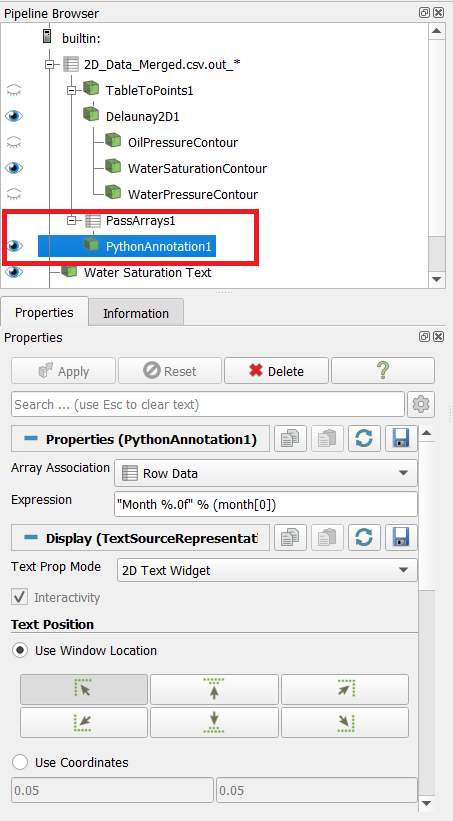 Pipeline Browser
builtin:
2D_Data_Merged.csv.out_*
TableToPoints1
Delaunay2D1
OilPressureContour
WaterSaturationContour
WaterPressureContour
PassArrays1
PythonAnnotation1
Water Saturation Text
Properties
Information
Properties
Apply
Reset
Delete
?
Search ... (use Esc to clear text)
Properties (PythonAnnotation1)
Array Association
Row Data
Expression
"Month %.0f" % (month[0])
Display (TextSourceRepresentati
Text Prop Mode
2D Text Widget
Interactivity
Text Position
Use Window Location
Use Coordinates
0.05
0.05